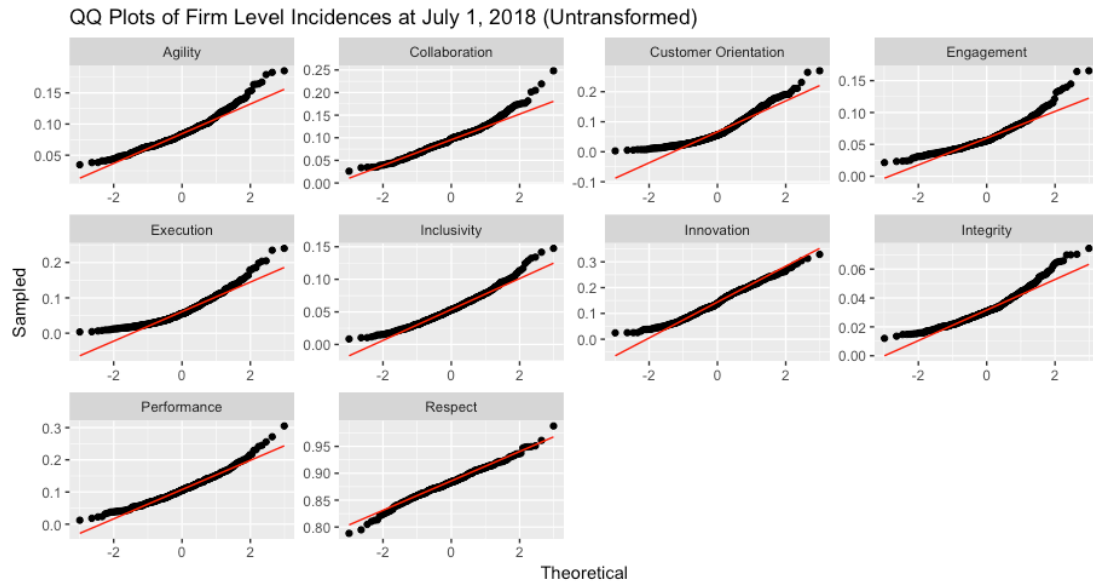 QQ Plots of Firm Level Incidences at July 1, 2018 (Untransformed)
Agility
Collaboration
Customer Orientation
Engagement
0.15
0.10
0.05
-2 0 2
0.25
0.20
0.15
0.10
0.05
0.00
-2 0 2
0.2
0.1
0.0
-0.1
-2 0 2
0.15
0.10
0.05
0.00
-2 0 2
Execution
Inclusivity
Innovation
Integrity
0.2
0.1
0.0
-2 0 2
0.15
0.10
0.05
0.00
-2 0 2
0.3
0.2
0.1
0.0
-2 0 2
0.06
0.04
0.02
0.00
-2 0 2
Performance
Respect
0.3
0.2
0.1
0.0
-2 0 2
0.95
0.90
0.85
0.80
-2 0 2
Sampled
Theoretical